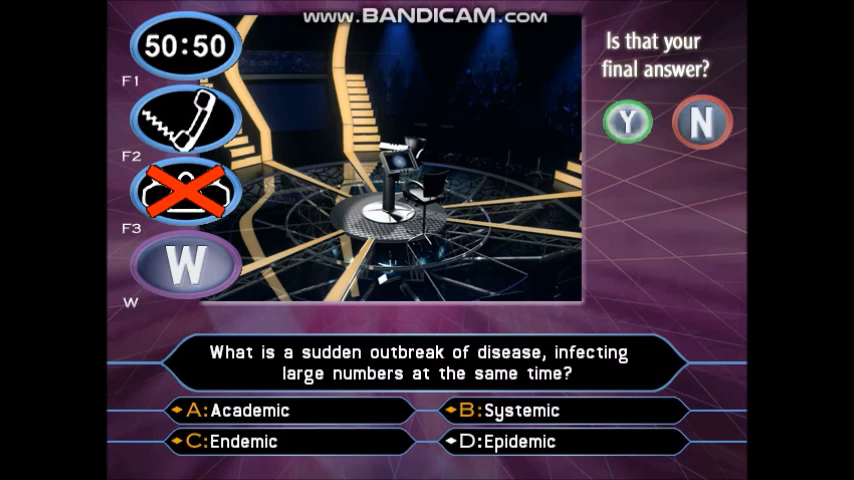 www.BANDICAM.com
50:50
F1
F2
F3
W
W
Is that your
final answer?
Y
N
What is a sudden outbreak of disease, infecting
large numbers at the same time?
A:Academic
B:Systemic
C:Endemic
D:Epidemic